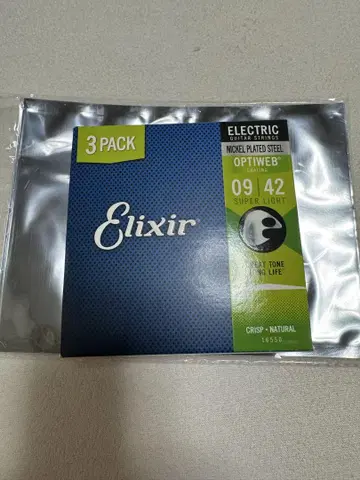 3 PACK
ELECTRIC
GUITAR STRINGS
NICKEL PLATED STEEL
OPTIWEB®
COATING
09 | 42
SUPER LIGHT
Elixir
GREAT TONE
LONG LIFE
CRISP • NATURAL
16550